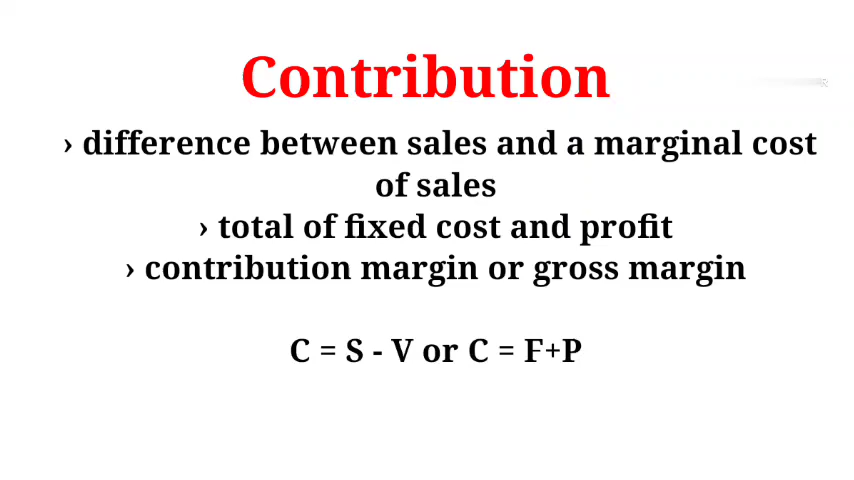 Contribution
› difference between sales and a marginal cost
of sales
› total of fixed cost and profit
› contribution margin or gross margin
C = S - V or C = F+P